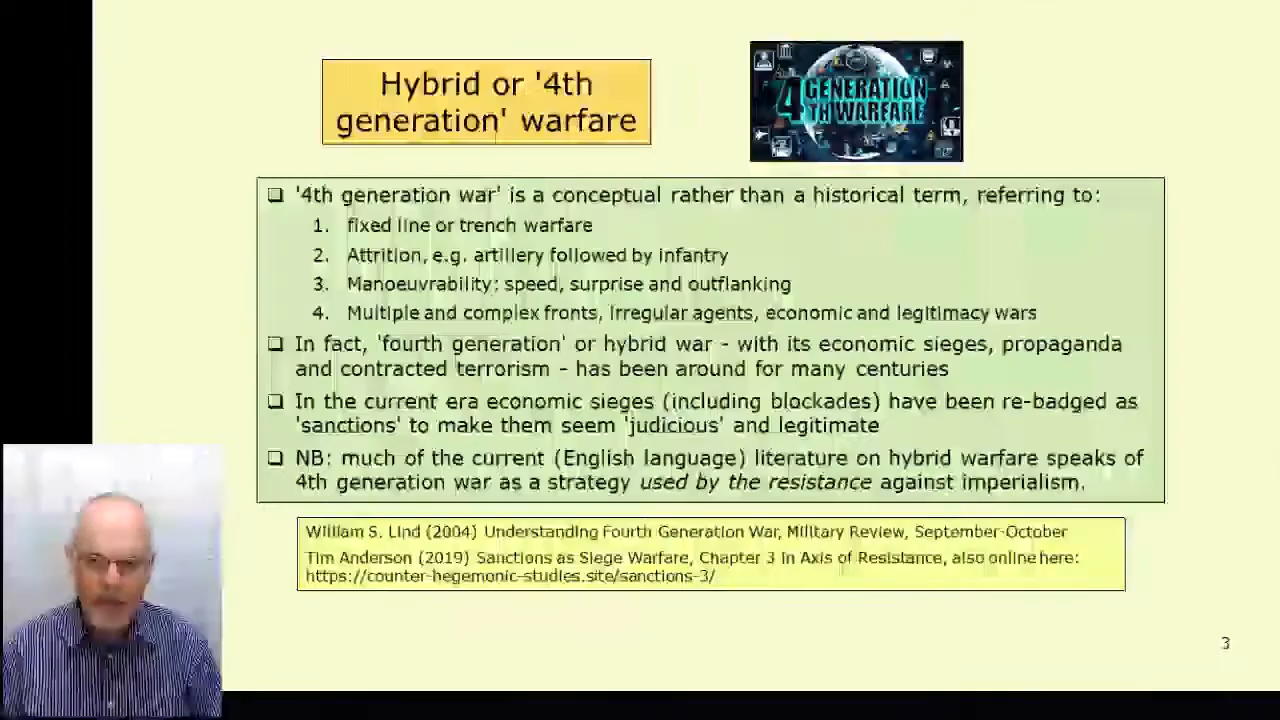 Hybrid or '4th
generation' warfare
4 GENERATION
TH WARFARE
❑ '4th generation war' is a conceptual rather than a historical term, referring to:
1. fixed line or trench warfare
2. Attrition, e.g. artillery followed by infantry
3. Manoeuvrability: speed, surprise and outflanking
4. Multiple and complex fronts, irregular agents, economic and legitimacy wars
❑ In fact, 'fourth generation' or hybrid war - with its economic sieges, propaganda
and contracted terrorism - has been around for many centuries
❑ In the current era economic sieges (including blockades) have been re-badged as
'sanctions' to make them seem 'judicious' and legitimate
❑ NB: much of the current (English language) literature on hybrid warfare speaks of
4th generation war as a strategy used by the resistance against imperialism.
William S. Lind (2004) Understanding Fourth Generation War, Military Review, September-October
Tim Anderson (2019) Sanctions as Siege Warfare, Chapter 3 in Axis of Resistance, also online here:
https://counter-hegemonic-studies.site/sanctions-3/
3